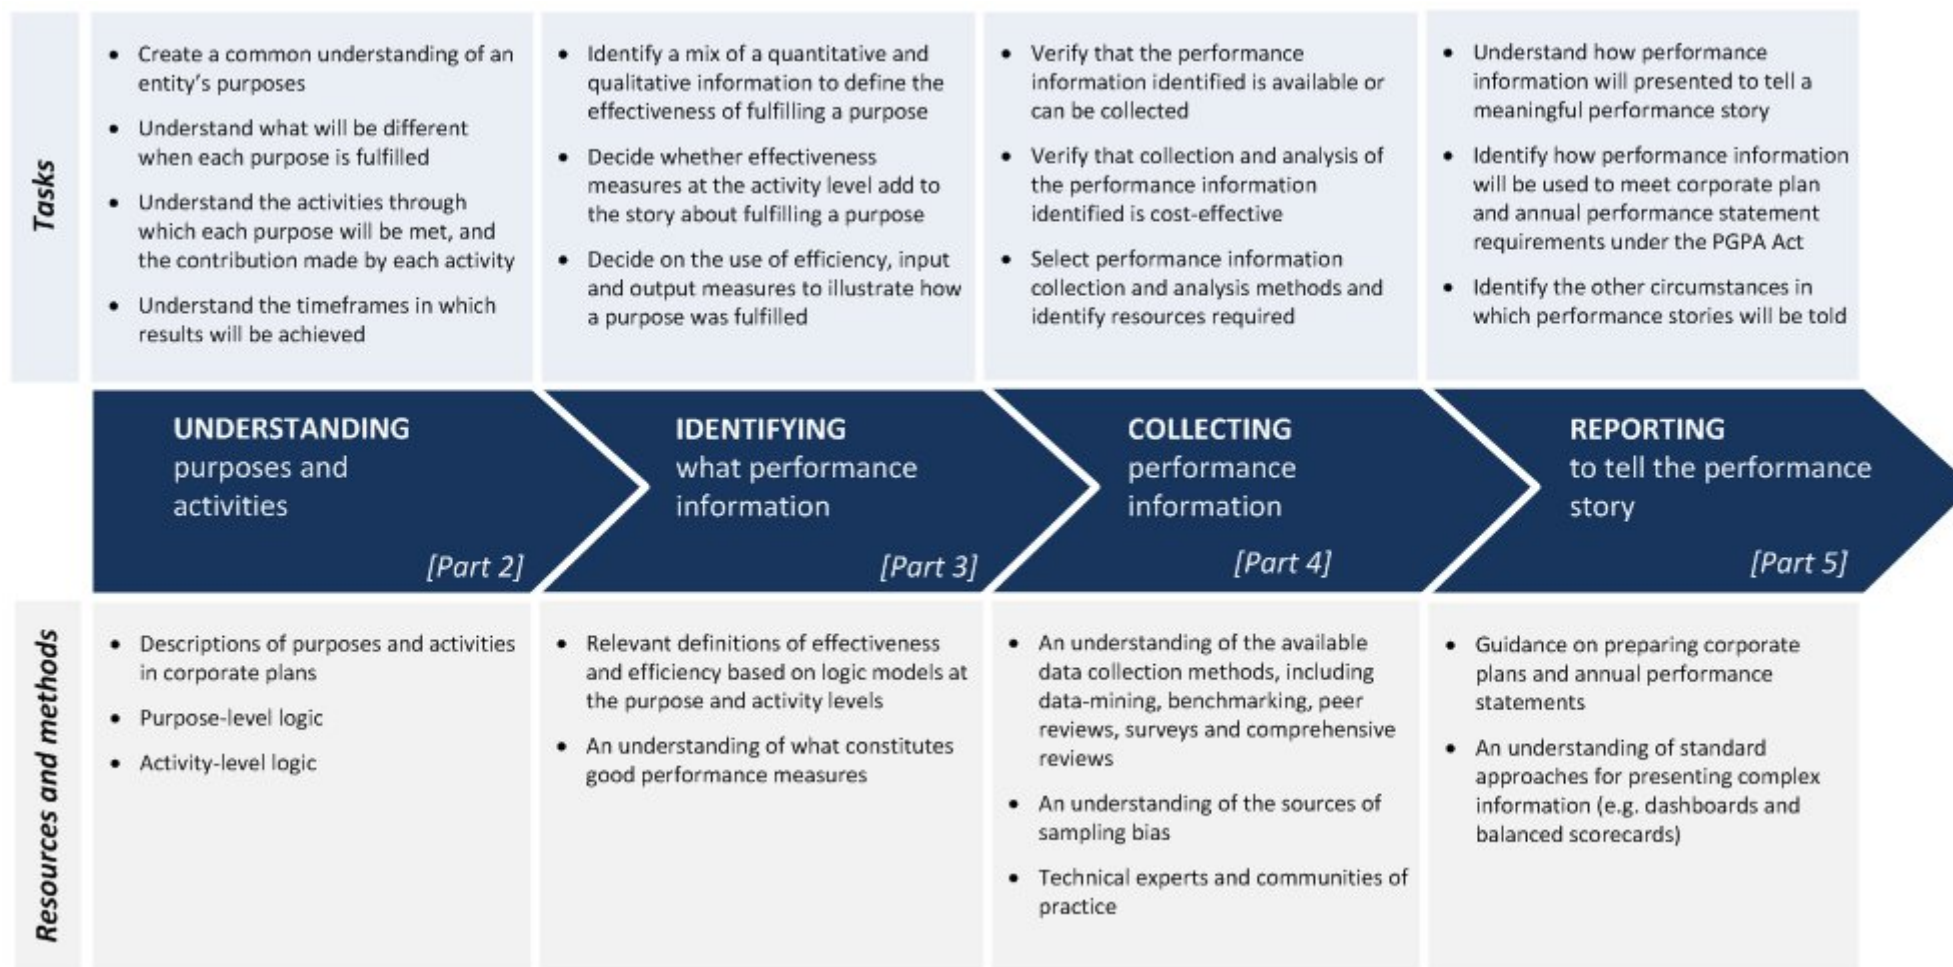 Tasks
• Create a common understanding of an
entity's purposes
• Understand what will be different
when each purpose is fulfilled
• Understand the activities through
which each purpose will be met, and
the contribution made by each activity
• Understand the timeframes in which
results will be achieved
• Identify a mix of a quantitative and
qualitative information to define the
effectiveness of fulfilling a purpose
• Decide whether effectiveness
measures at the activity level add to
the story about fulfilling a purpose
• Decide on the use of efficiency, input
and output measures to illustrate how
a purpose was fulfilled
• Verify that the performance
information identified is available or
can be collected
• Verify that collection and analysis of
the performance information
identified is cost-effective
• Select performance information
collection and analysis methods and
identify resources required
• Understand how performance
information will presented to tell a
meaningful performance story
• Identify how performance information
will be used to meet corporate plan
and annual performance statement
requirements under the PGPA Act
• Identify the other circumstances in
which performance stories will be told
UNDERSTANDING
purposes and
activities
[Part 2]
IDENTIFYING
what performance
information
[Part 3]
COLLECTING
performance
information
[Part 4]
REPORTING
to tell the performance
story
[Part 5]
Resources and methods
• Descriptions of purposes and activities
in corporate plans
• Purpose-level logic
• Activity-level logic
• Relevant definitions of effectiveness
and efficiency based on logic models at
the purpose and activity levels
• An understanding of what constitutes
good performance measures
• An understanding of the available
data collection methods, including
data-mining, benchmarking, peer
reviews, surveys and comprehensive
reviews
• An understanding of the sources of
sampling bias
• Technical experts and communities of
practice
• Guidance on preparing corporate
plans and annual performance
statements
• An understanding of standard
approaches for presenting complex
information (e.g. dashboards and
balanced scorecards)